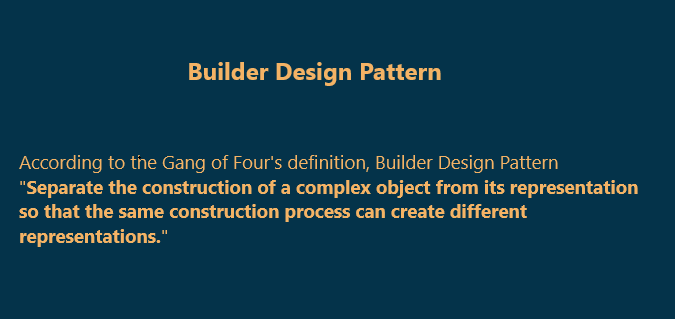 Builder Design Pattern
According to the Gang of Four's definition, Builder Design Pattern
"Separate the construction of a complex object from its representation
so that the same construction process can create different
representations."